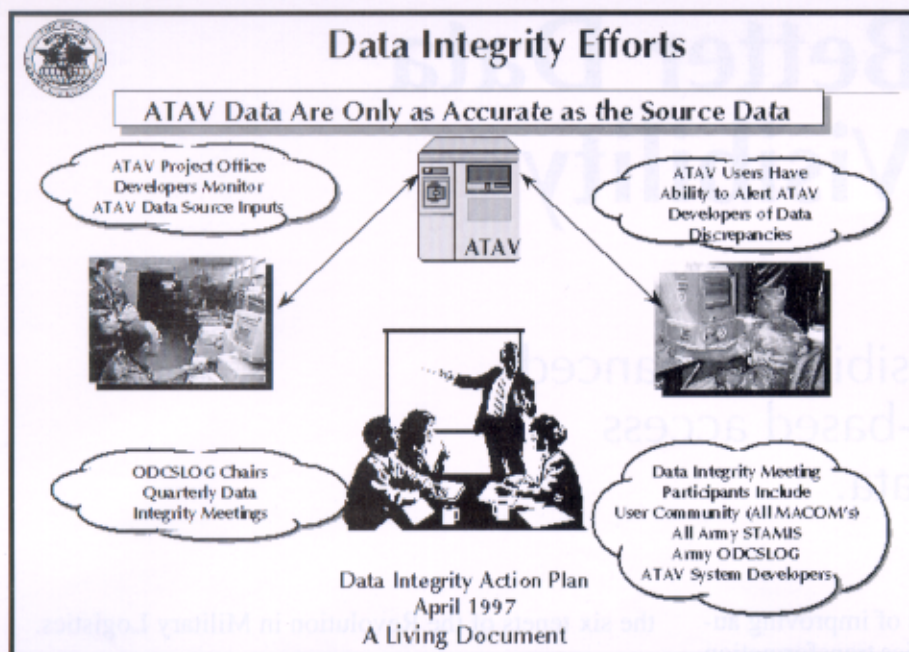 Data Integrity Efforts
ATAV Data Are Only as Accurate as the Source Data
ATAV Project Office
Developers Monitor
ATAV Data Source Inputs
ATAV
ATAV Users Have
Ability to Alert ATAV
Developers of Data
Discrepancies
ODCSLOG Chairs
Quarterly Data
Integrity Meetings
Data Integrity Meeting
Participants Include
User Community (All MACOM's)
All Army STAMIS
Army ODCSLOG
ATAV System Developers
Data Integrity Action Plan
April 1997
A Living Document